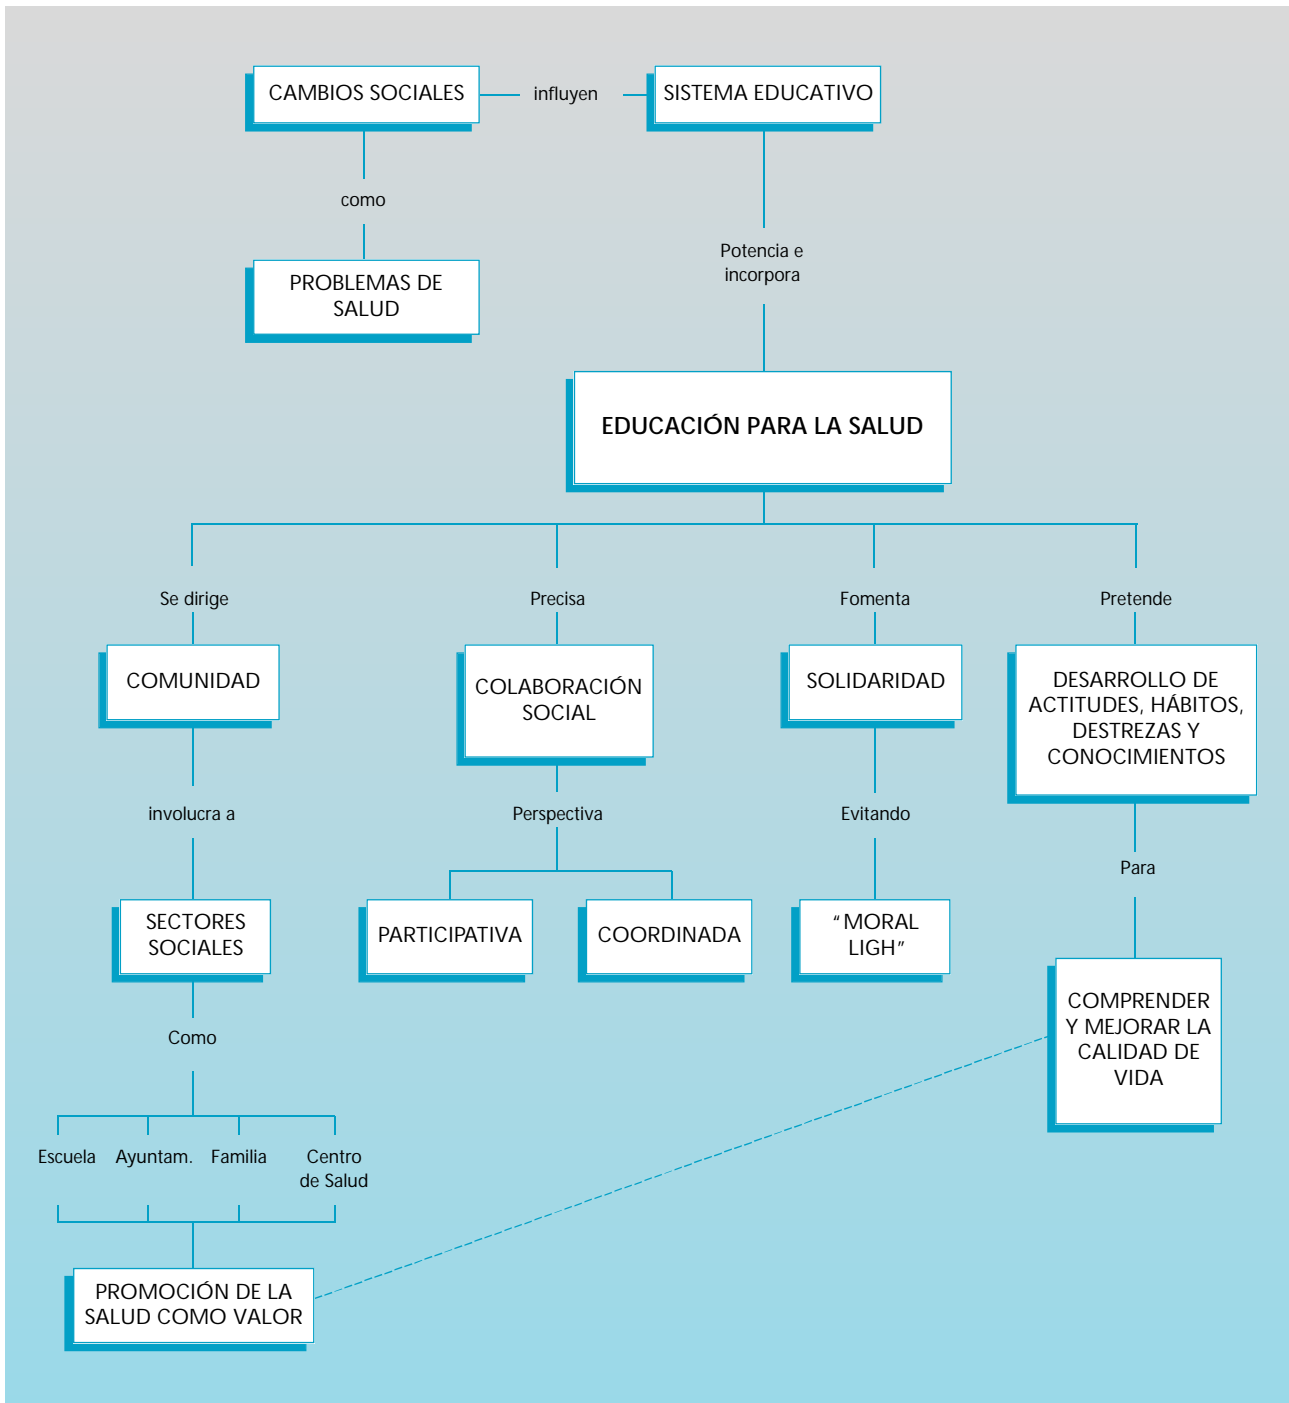 CAMBIOS SOCIALES
influyen
SISTEMA EDUCATIVO
como
Potencia e
incorpora
PROBLEMAS DE
SALUD
EDUCACIÓN PARA LA SALUD
Se dirige
Precisa
Fomenta
Pretende
COMUNIDAD
COLABORACIÓN
SOCIAL
SOLIDARIDAD
DESARROLLO DE
ACTITUDES, HÁBITOS,
DESTREZAS Y
CONOCIMIENTOS
involucra a
Perspectiva
Evitando
Para
SECTORES
SOCIALES
PARTICIPATIVA
COORDINADA
“MORAL
LIGH”
COMPRENDER
Y MEJORAR LA
CALIDAD DE
VIDA
Como
Escuela
Ayuntam.
Familia
Centro
de Salud
PROMOCIÓN DE LA
SALUD COMO VALOR